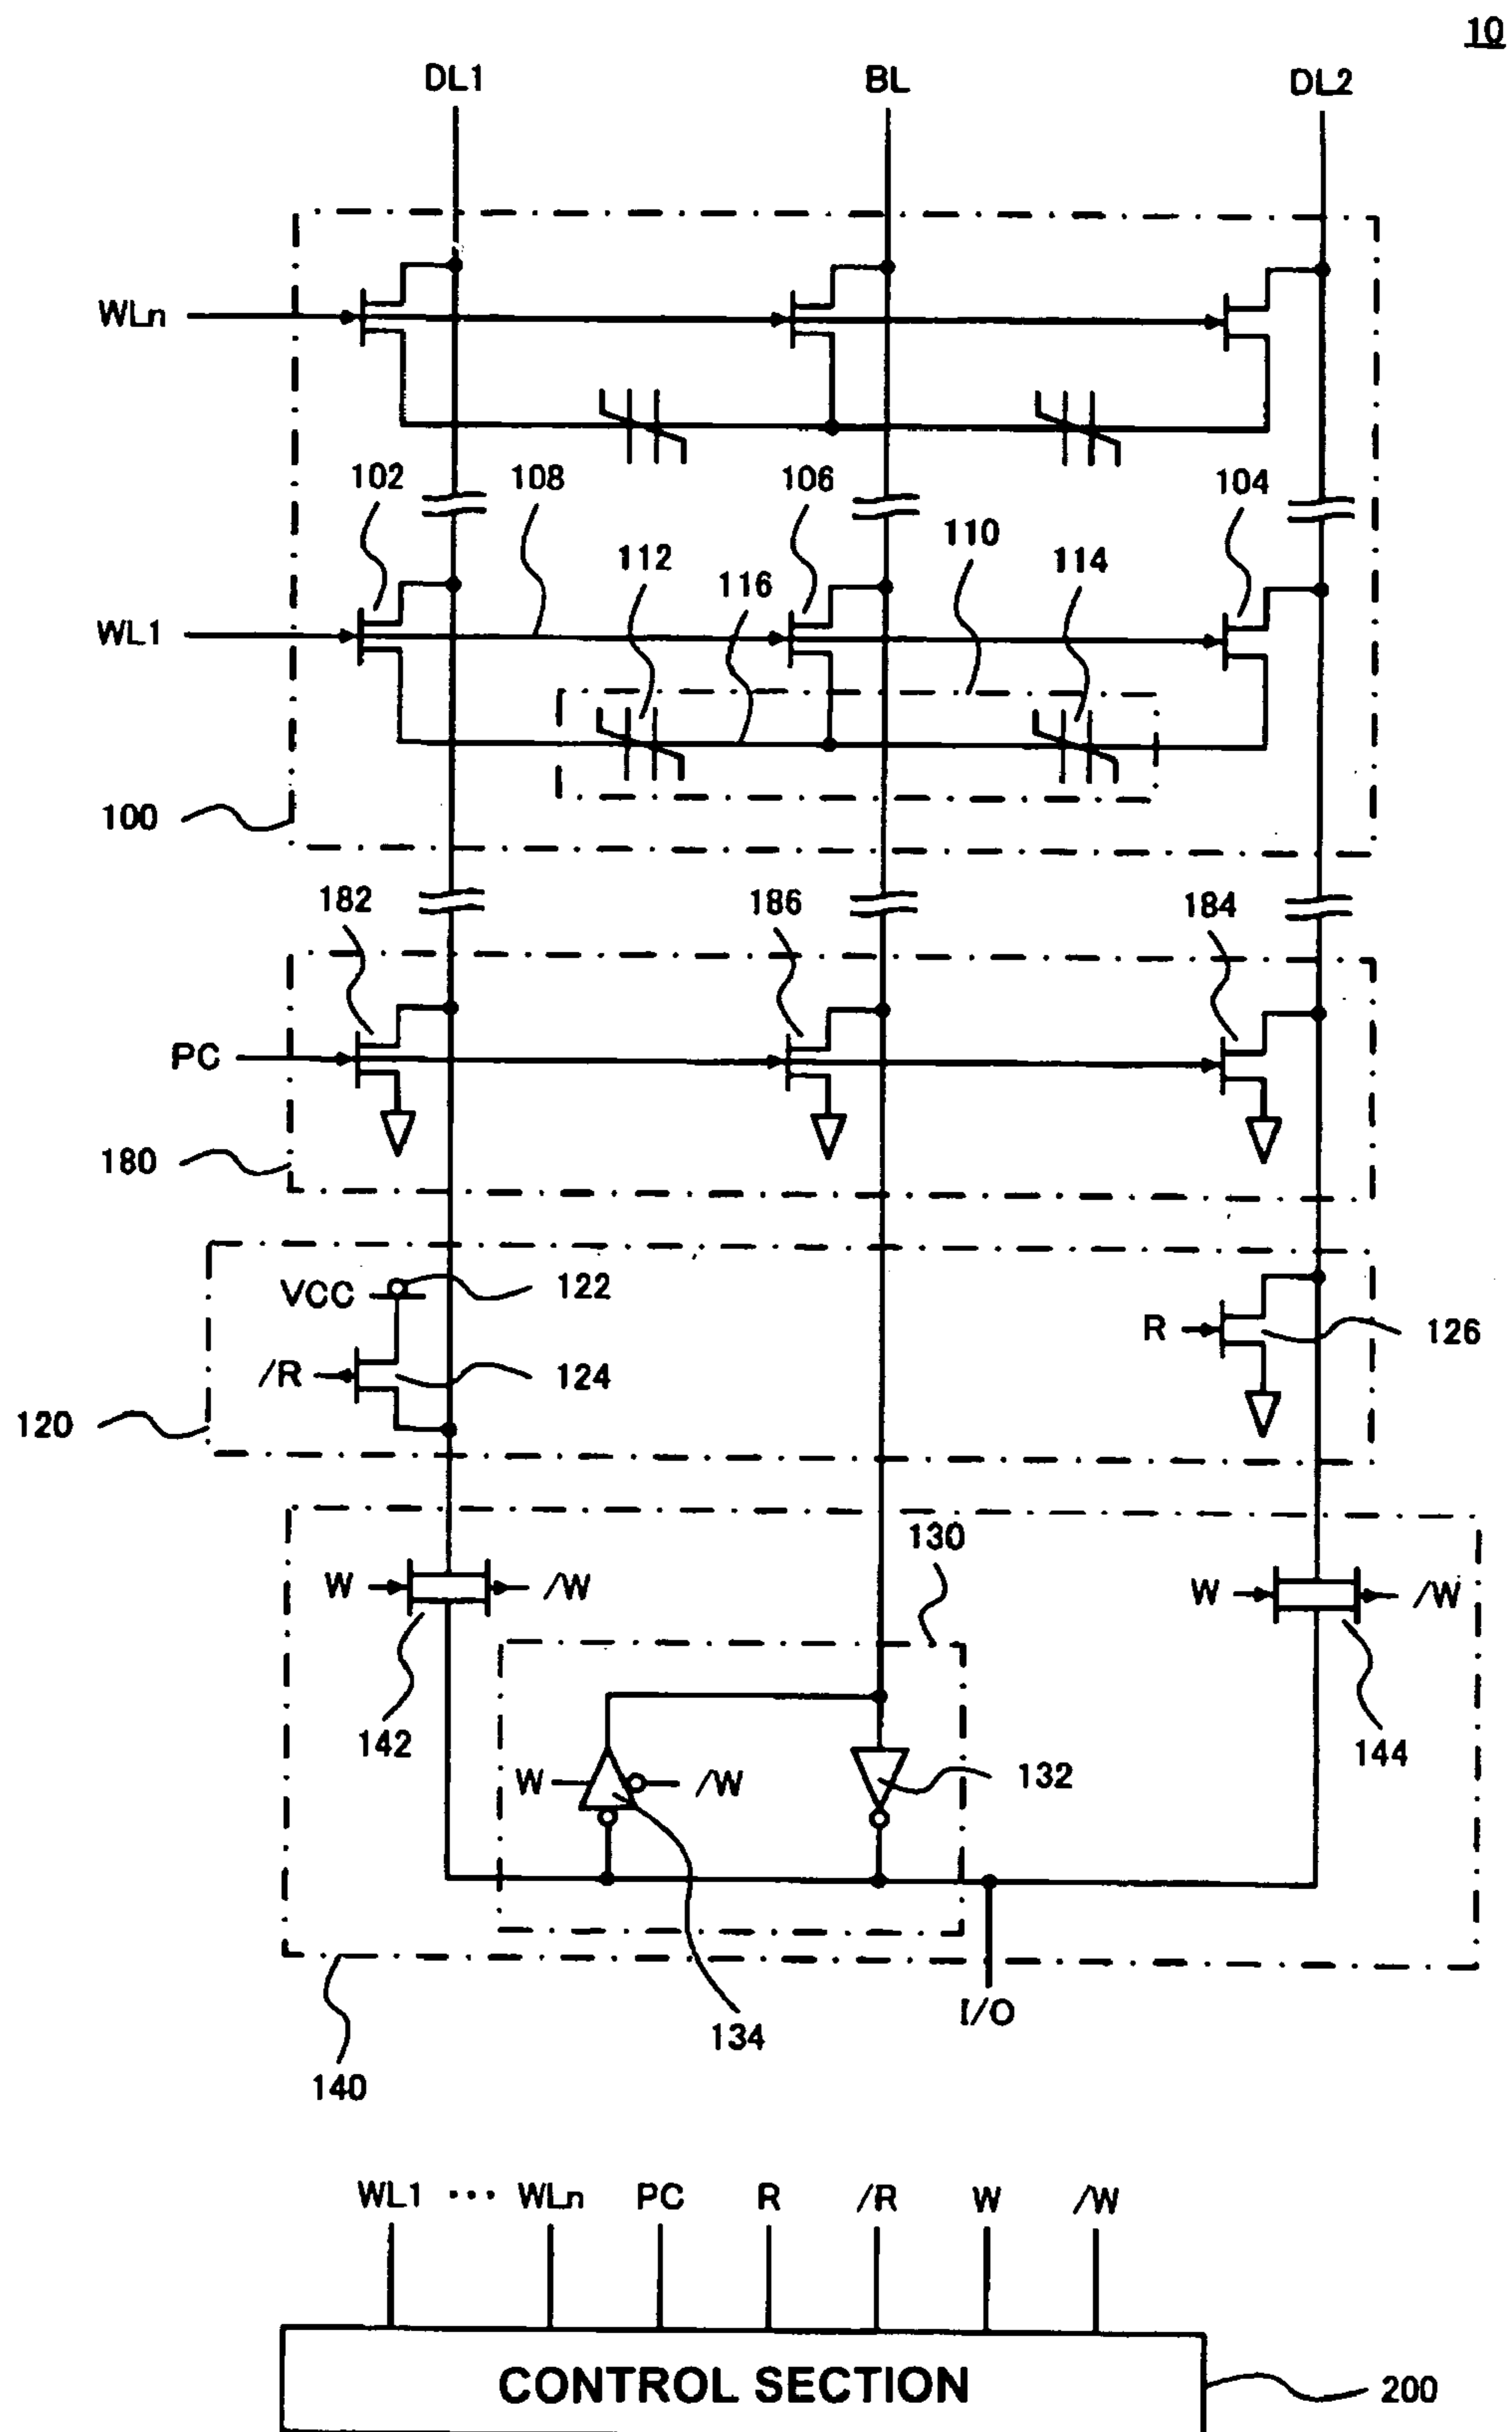 10
DL1 BL DL2
WLn
102 108 106 104
112 116 110 114
WL1
100
182 186 184
PC
180
VCC 122
R 126
/R 124
120
130
W /W W /W
142 144
W /W 132
134 I/O
140
WL1 ··· WLn PC R /R W /W
CONTROL SECTION 200